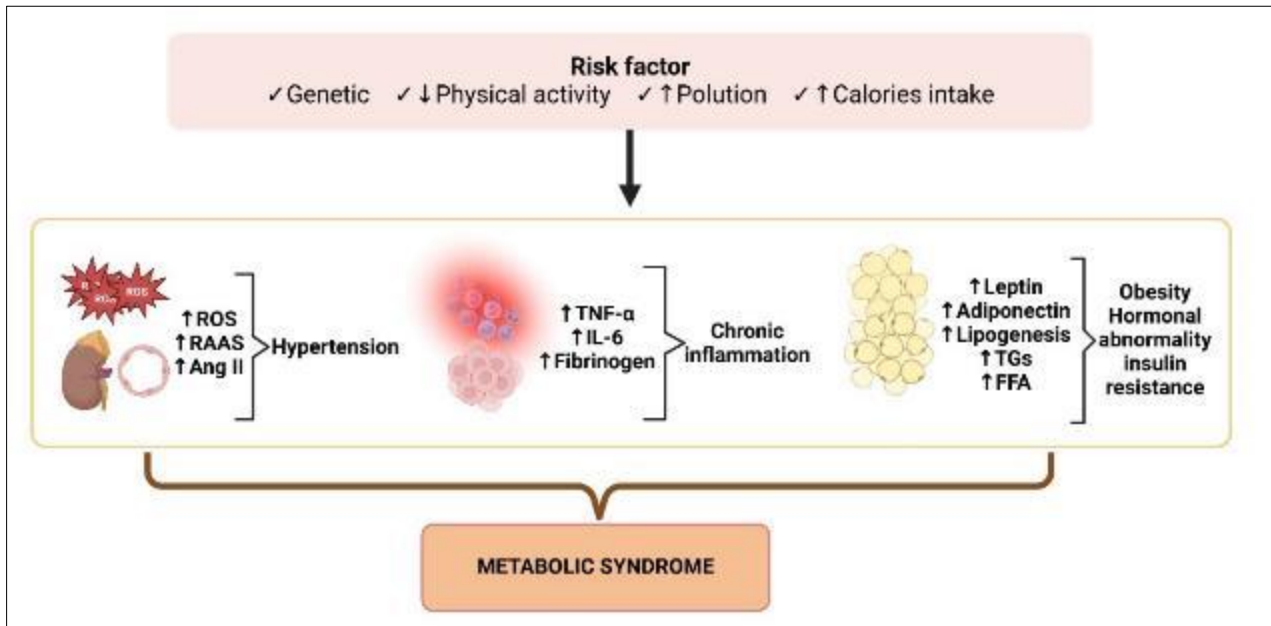 Risk factor
✓Genetic ✓↓Physical activity ✓↑Polution ✓↑Calories intake
ROS
↑ROS
↑RAAS
↑Ang II
Hypertension
↑TNF-α
↑IL-6
↑Fibrinogen
Chronic
inflammation
↑Leptin
↑Adiponectin
↑Lipogenesis
↑TGs
↑FFA
Obesity
Hormonal
abnormality
insulin
resistance
METABOLIC SYNDROME